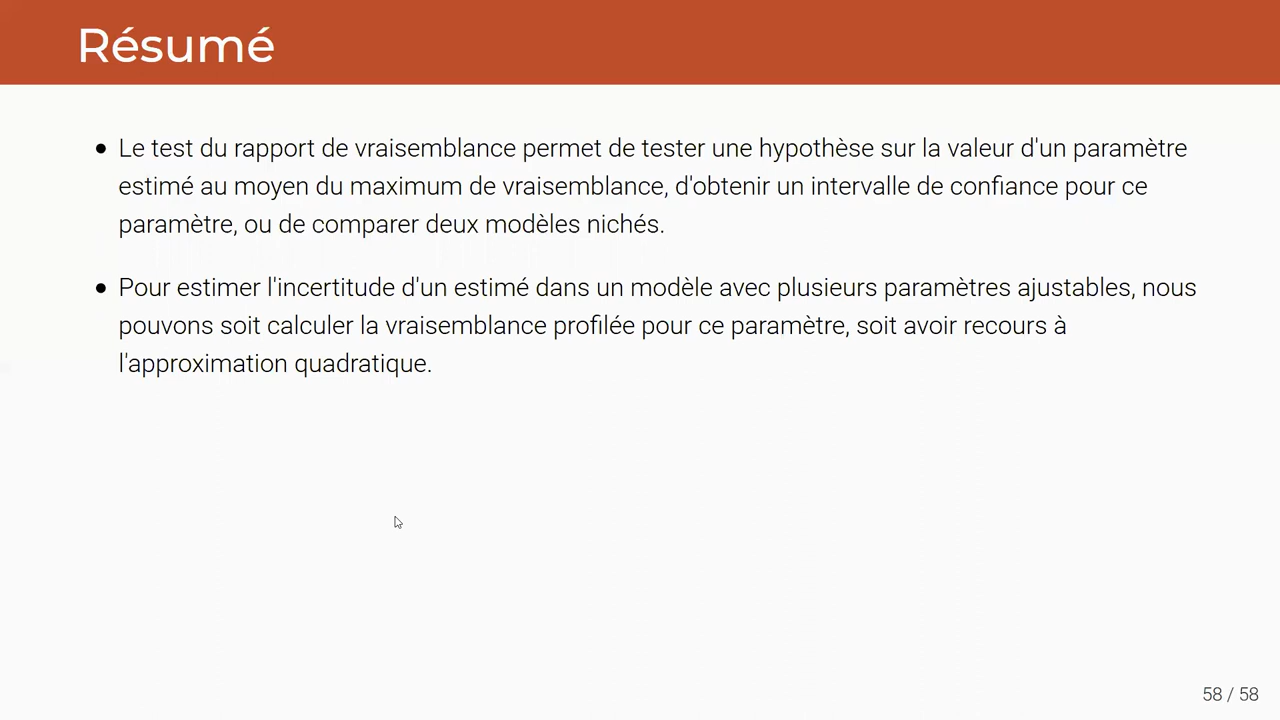 Résumé
• Le test du rapport de vraisemblance permet de tester une hypothèse sur la valeur d'un paramètre
estimé au moyen du maximum de vraisemblance, d'obtenir un intervalle de confiance pour ce
paramètre, ou de comparer deux modèles nichés.
• Pour estimer l'incertitude d'un estimé dans un modèle avec plusieurs paramètres ajustables, nous
pouvons soit calculer la vraisemblance profilée pour ce paramètre, soit avoir recours à
l'approximation quadratique.
58 / 58